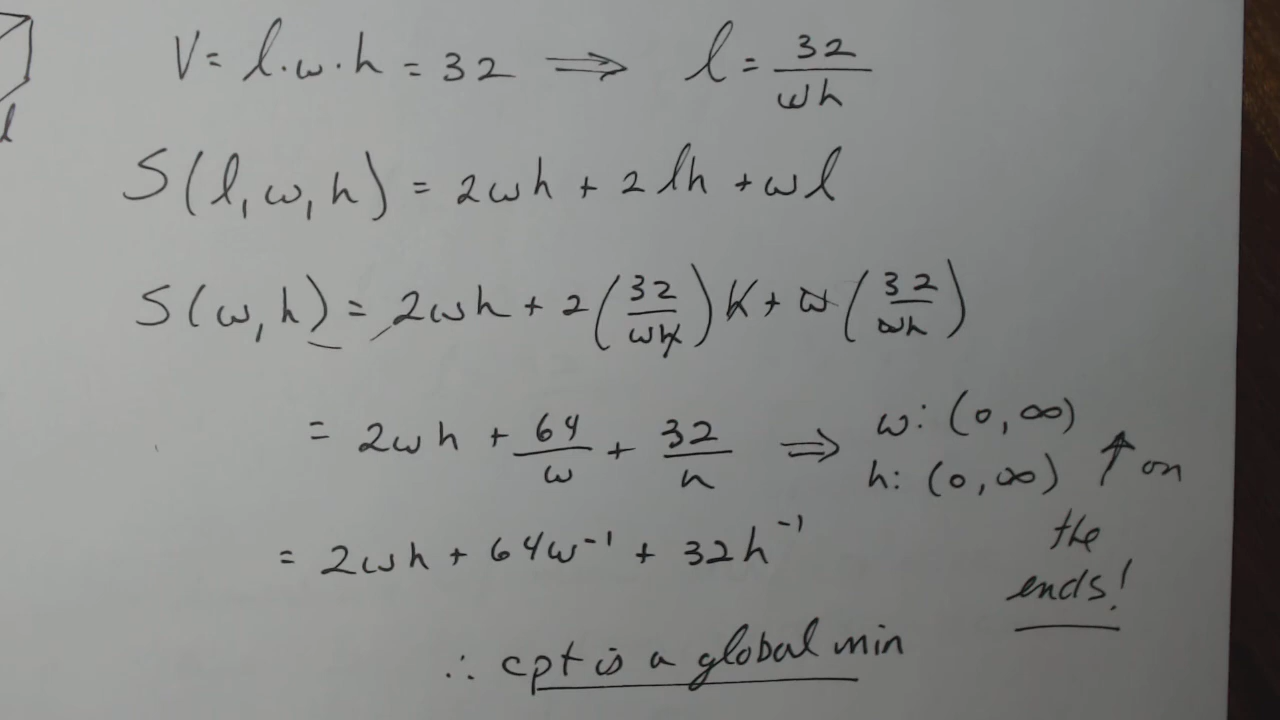 l
V = l·w·h = 32 ⟹ l = 32/wh
S(l, w, h) = 2wh + 2lh + wl
S(w, h) = 2wh + 2(32/wh)h + w(32/wh)
= 2wh + 64/w + 32/h ⟹ w: (0, ∞)
h: (0, ∞) ↑ on
the
ends!
= 2wh + 64w⁻¹ + 32h⁻¹
∴ cpt is a global min